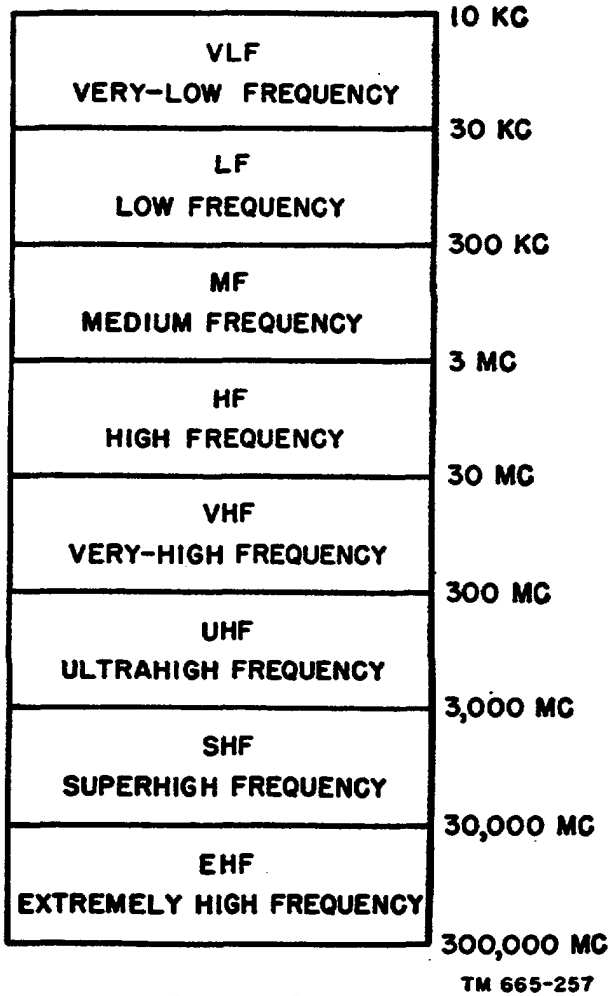 10 KC
VLF
VERY-LOW FREQUENCY
30 KC
LF
LOW FREQUENCY
300 KC
MF
MEDIUM FREQUENCY
3 MC
HF
HIGH FREQUENCY
30 MC
VHF
VERY-HIGH FREQUENCY
300 MC
UHF
ULTRAHIGH FREQUENCY
3,000 MC
SHF
SUPERHIGH FREQUENCY
30,000 MC
EHF
EXTREMELY HIGH FREQUENCY
300,000 MC
TM 665-257